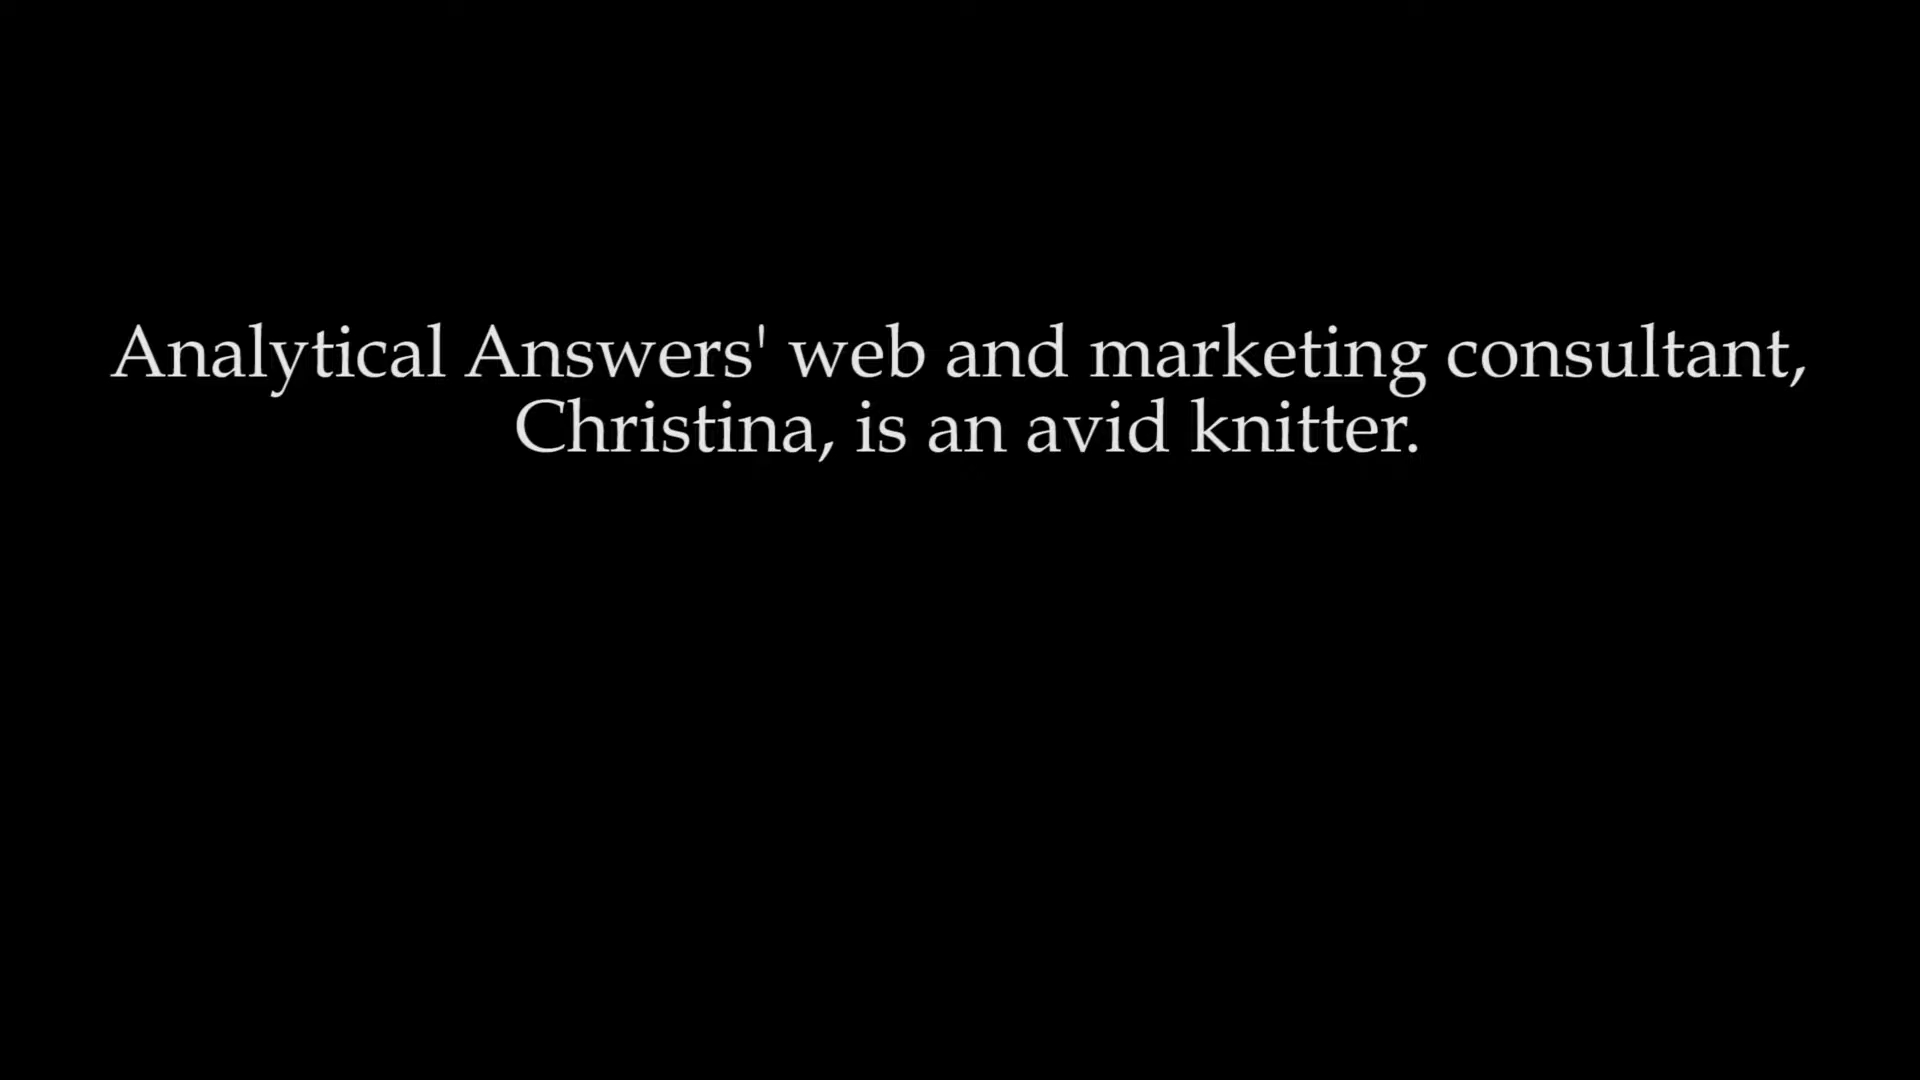 Analytical Answers' web and marketing consultant,
Christina, is an avid knitter.